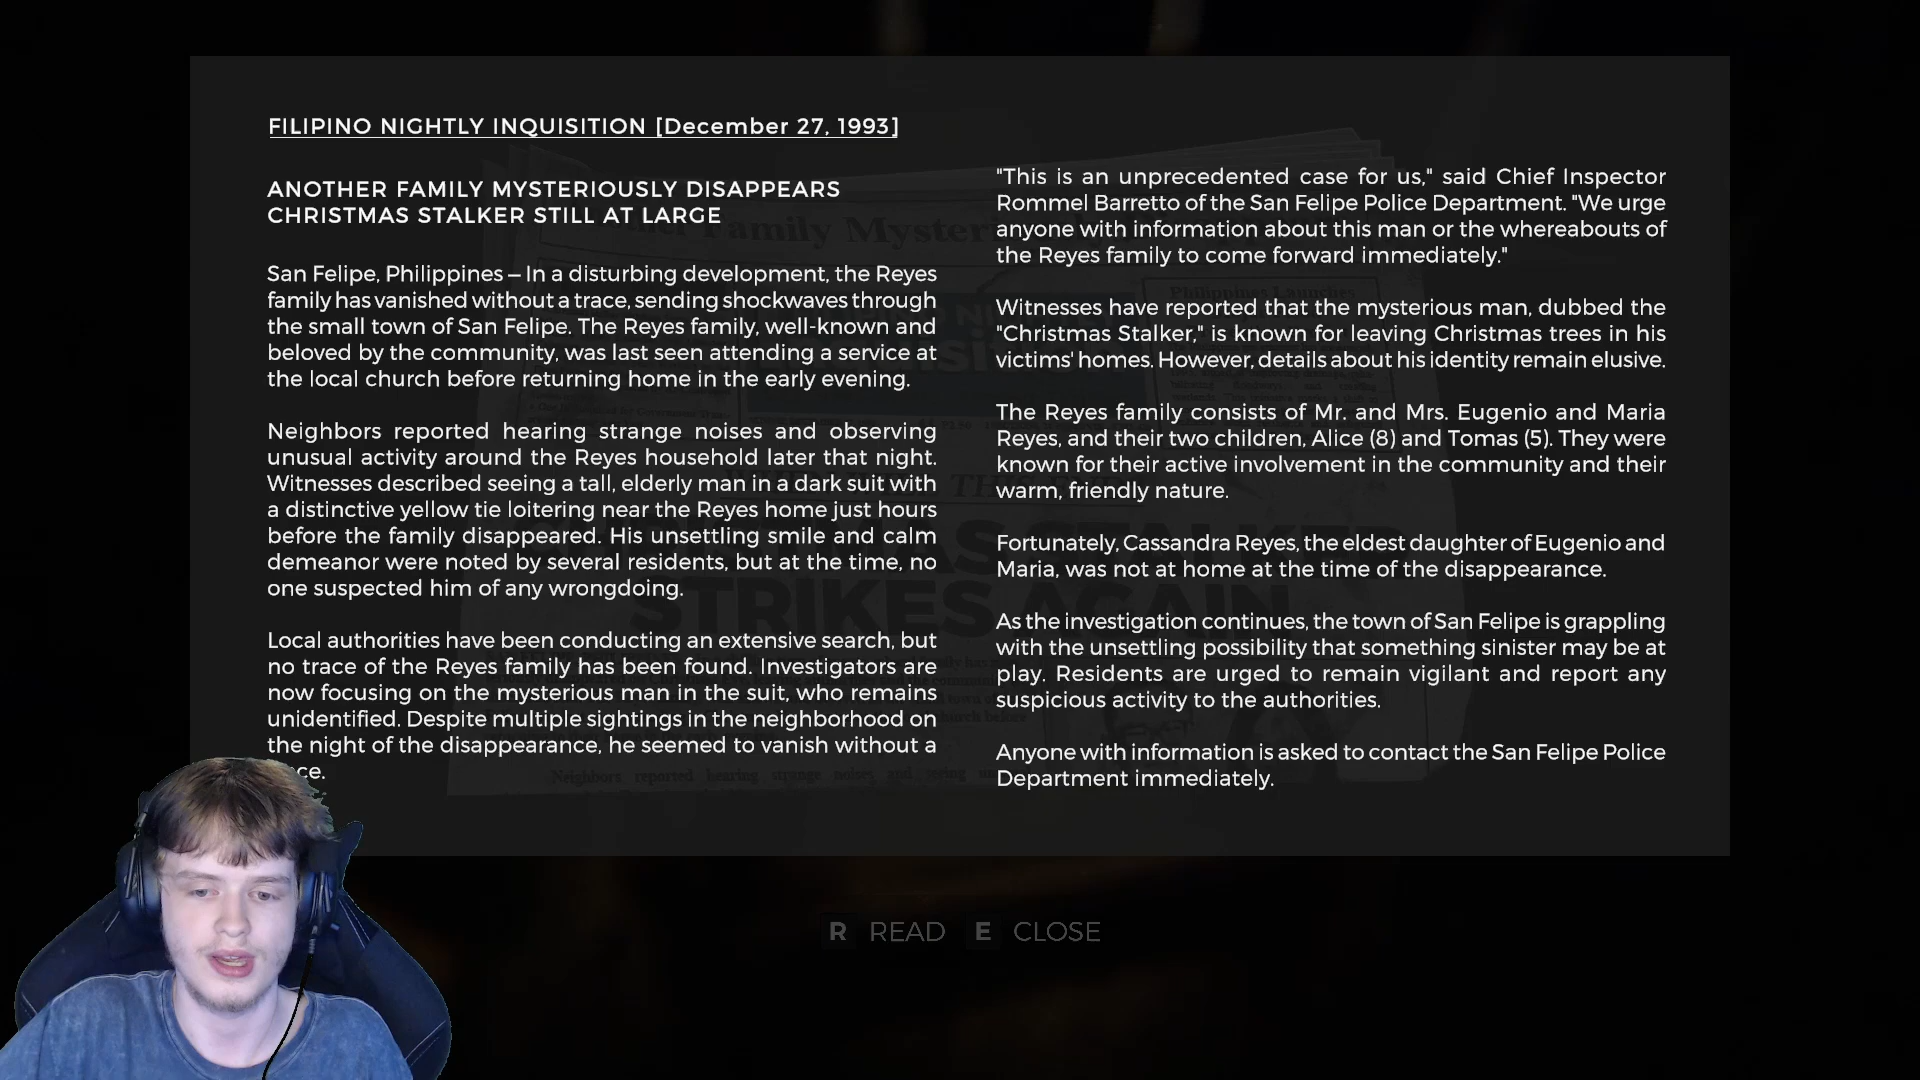 FILIPINO NIGHTLY INQUISITION [December 27, 1993]
ANOTHER FAMILY MYSTERIOUSLY DISAPPEARS
CHRISTMAS STALKER STILL AT LARGE
San Felipe, Philippines – In a disturbing development, the Reyes
family has vanished without a trace, sending shockwaves through
the small town of San Felipe. The Reyes family, well-known and
beloved by the community, was last seen attending a service at
the local church before returning home in the early evening.
Neighbors reported hearing strange noises and observing
unusual activity around the Reyes household later that night.
Witnesses described seeing a tall, elderly man in a dark suit with
a distinctive yellow tie loitering near the Reyes home just hours
before the family disappeared. His unsettling smile and calm
demeanor were noted by several residents, but at the time, no
one suspected him of any wrongdoing.
Local authorities have been conducting an extensive search, but
no trace of the Reyes family has been found. Investigators are
now focusing on the mysterious man in the suit, who remains
unidentified. Despite multiple sightings in the neighborhood on
the night of the disappearance, he seemed to vanish without a
"This is an unprecedented case for us," said Chief Inspector
Rommel Barretto of the San Felipe Police Department. "We urge
anyone with information about this man or the whereabouts of
the Reyes family to come forward immediately."
Witnesses have reported that the mysterious man, dubbed the
"Christmas Stalker," is known for leaving Christmas trees in his
victims' homes. However, details about his identity remain elusive.
The Reyes family consists of Mr. and Mrs. Eugenio and Maria
Reyes, and their two children, Alice (8) and Tomas (5). They were
known for their active involvement in the community and their
warm, friendly nature.
Fortunately, Cassandra Reyes, the eldest daughter of Eugenio and
Maria, was not at home at the time of the disappearance.
As the investigation continues, the town of San Felipe is grappling
with the unsettling possibility that something sinister may be at
play. Residents are urged to remain vigilant and report any
suspicious activity to the authorities.
Anyone with information is asked to contact the San Felipe Police
Department immediately.
R READ E CLOSE